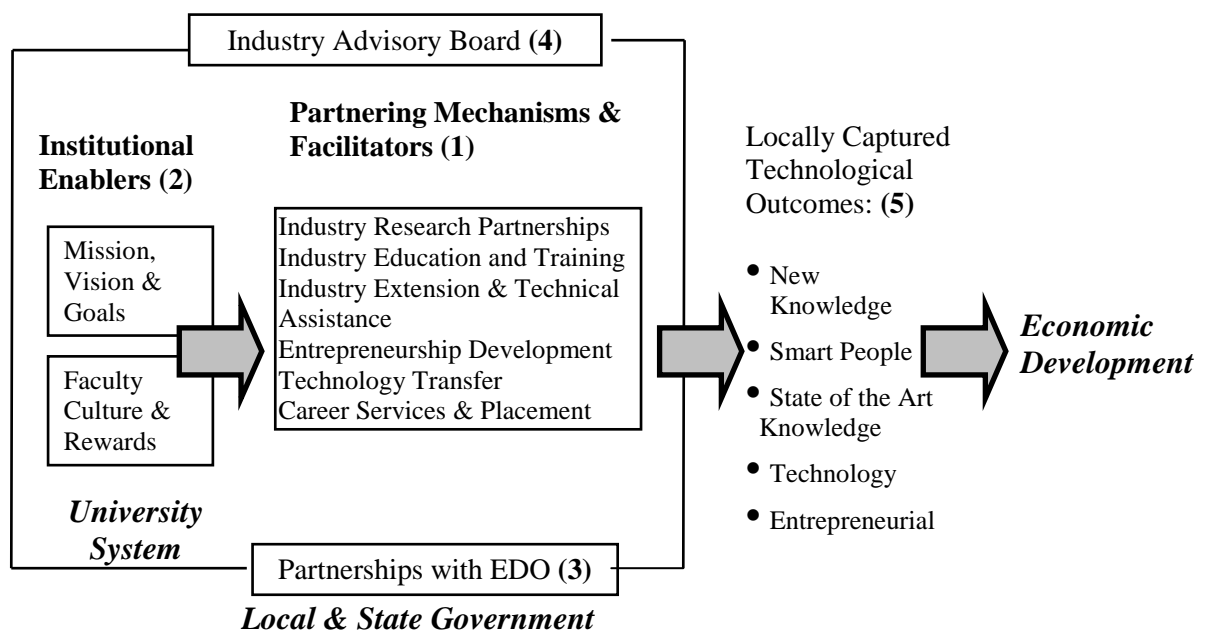 Industry Advisory Board (4)
Partnering Mechanisms &
Facilitators (1)
Institutional
Enablers (2)
Mission,
Vision &
Goals
Faculty
Culture &
Rewards
University
System
Industry Research Partnerships
Industry Education and Training
Industry Extension & Technical
Assistance
Entrepreneurship Development
Technology Transfer
Career Services & Placement
Partnerships with EDO (3)
Local & State Government
Locally Captured
Technological
Outcomes: (5)
• New
Knowledge
• Smart People
• State of the Art
Knowledge
• Technology
• Entrepreneurial
Economic
Development